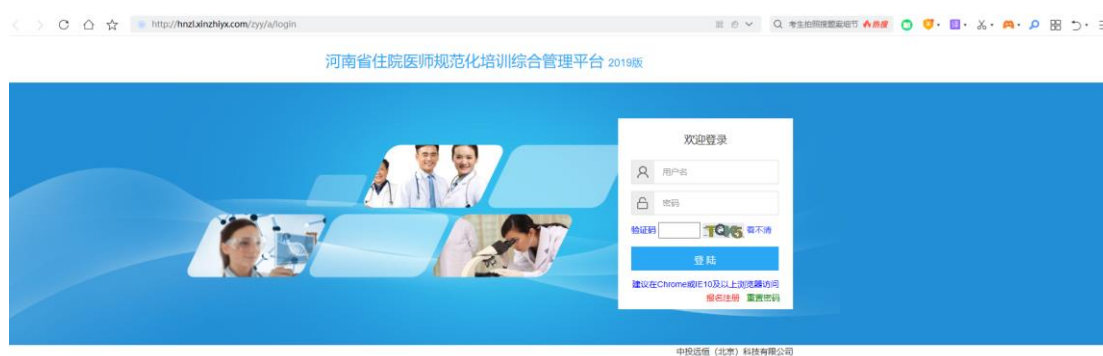 http://hnzl.xinzhiyx.com/zyy/a/login
考生拍照搜题案细节 热搜
河南省住院医师规范化培训综合管理平台 2019版
欢迎登录
用户名
密码
验证码 看不清
登 陆
建议在Chrome或IE10及以上浏览器访问
报名注册 重置密码
中投远恒（北京）科技有限公司